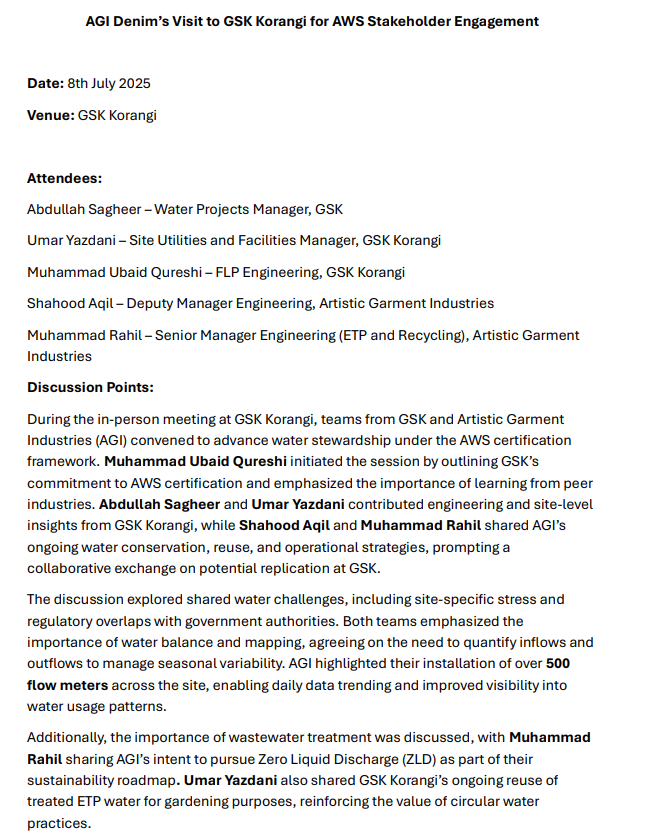 AGI Denim’s Visit to GSK Korangi for AWS Stakeholder Engagement
Date: 8th July 2025
Venue: GSK Korangi
Attendees:
Abdullah Sagheer – Water Projects Manager, GSK
Umar Yazdani – Site Utilities and Facilities Manager, GSK Korangi
Muhammad Ubaid Qureshi – FLP Engineering, GSK Korangi
Shahood Aqil – Deputy Manager Engineering, Artistic Garment Industries
Muhammad Rahil – Senior Manager Engineering (ETP and Recycling), Artistic Garment
Industries
Discussion Points:
During the in-person meeting at GSK Korangi, teams from GSK and Artistic Garment
Industries (AGI) convened to advance water stewardship under the AWS certification
framework. Muhammad Ubaid Qureshi initiated the session by outlining GSK’s
commitment to AWS certification and emphasized the importance of learning from peer
industries. Abdullah Sagheer and Umar Yazdani contributed engineering and site-level
insights from GSK Korangi, while Shahood Aqil and Muhammad Rahil shared AGI’s
ongoing water conservation, reuse, and operational strategies, prompting a
collaborative exchange on potential replication at GSK.
The discussion explored shared water challenges, including site-specific stress and
regulatory overlaps with government authorities. Both teams emphasized the
importance of water balance and mapping, agreeing on the need to quantify inflows and
outflows to manage seasonal variability. AGI highlighted their installation of over 500
flow meters across the site, enabling daily data trending and improved visibility into
water usage patterns.
Additionally, the importance of wastewater treatment was discussed, with Muhammad
Rahil sharing AGI’s intent to pursue Zero Liquid Discharge (ZLD) as part of their
sustainability roadmap. Umar Yazdani also shared GSK Korangi’s ongoing reuse of
treated ETP water for gardening purposes, reinforcing the value of circular water
practices.